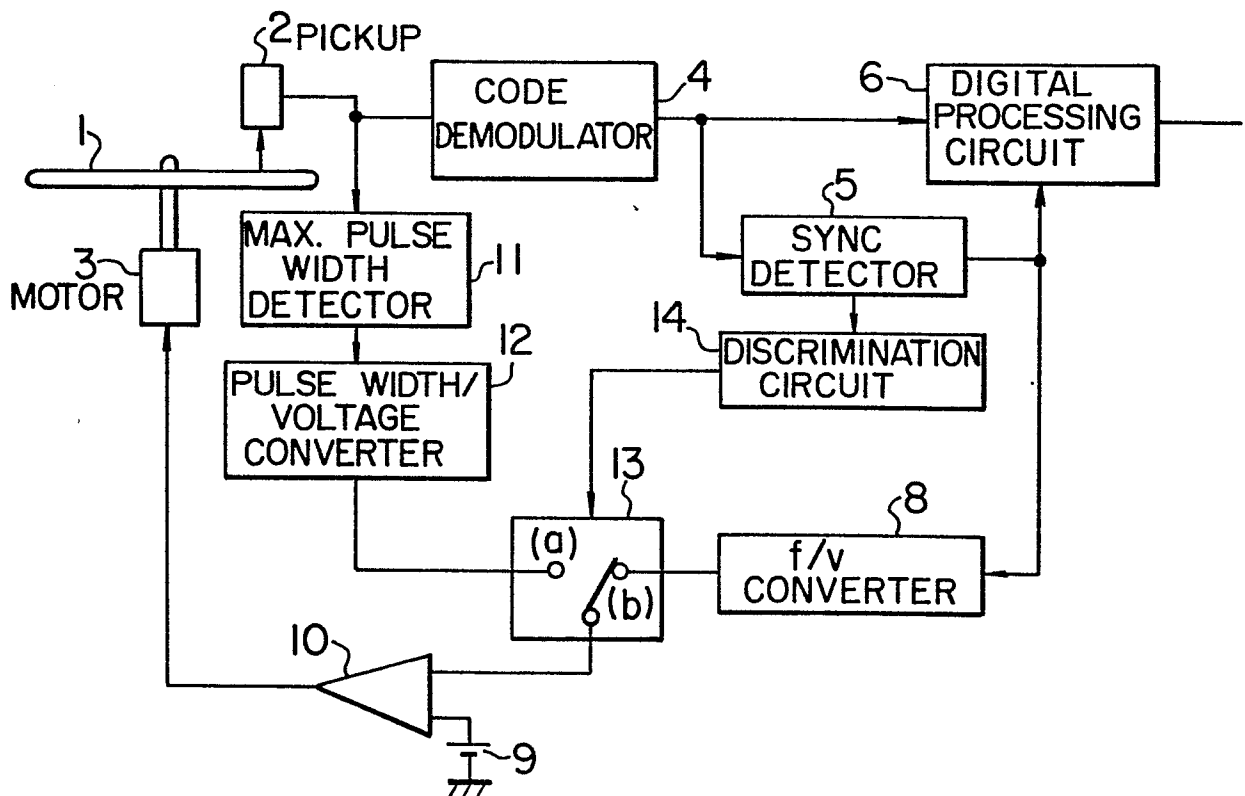 2 PICKUP
1
3
MOTOR
CODE
DEMODULATOR
4
6
DIGITAL
PROCESSING
CIRCUIT
MAX. PULSE
WIDTH
DETECTOR
11
5
SYNC
DETECTOR
12
PULSE WIDTH/
VOLTAGE
CONVERTER
14
DISCRIMINATION
CIRCUIT
13
(a)
(b)
8
f/v
CONVERTER
10
9